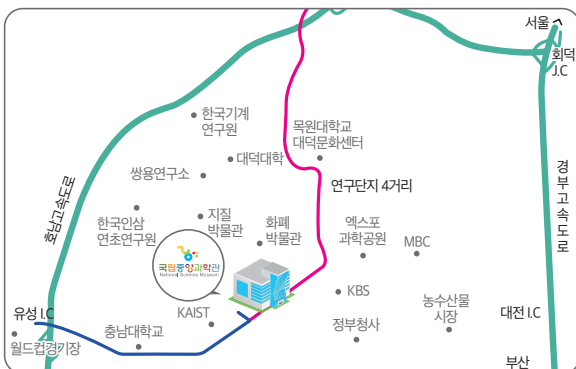 서울
회덕
J.C
한국기계
연구원
목원대학교
대덕문화센터
대덕대학
쌍용연구소
연구단지 4거리
경부고속도로
호남고속도로
한국인삼
연초연구원
지질
박물관
화폐
박물관
엑스포
과학공원
MBC
국립중앙과학관
National Science Museum
KBS
유성 I.C
KAIST
농수산물
시장
대전 I.C
충남대학교
정부청사
월드컵경기장
부산